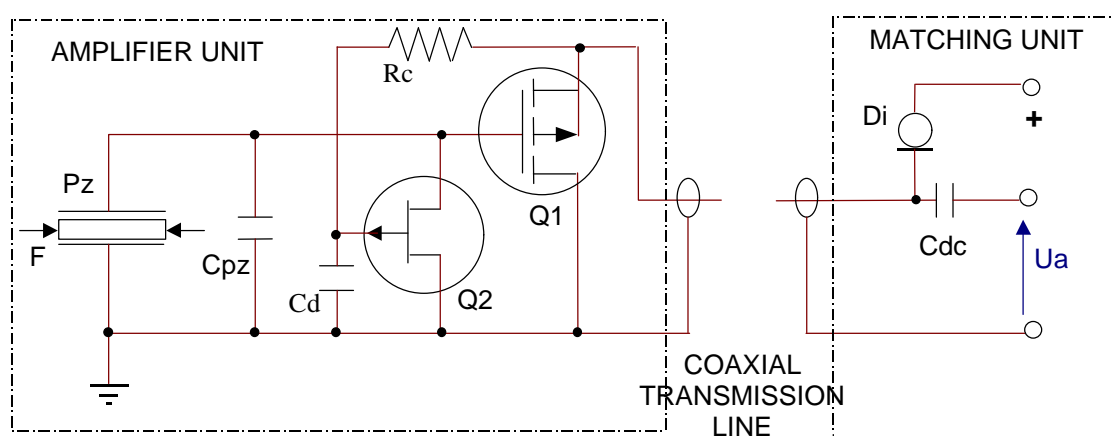 AMPLIFIER UNIT
MATCHING UNIT
Rc
Di
+
Pz
Q1
F
Cpz
Cd
Q2
Cdc
Ua
COAXIAL
TRANSMISSION
LINE